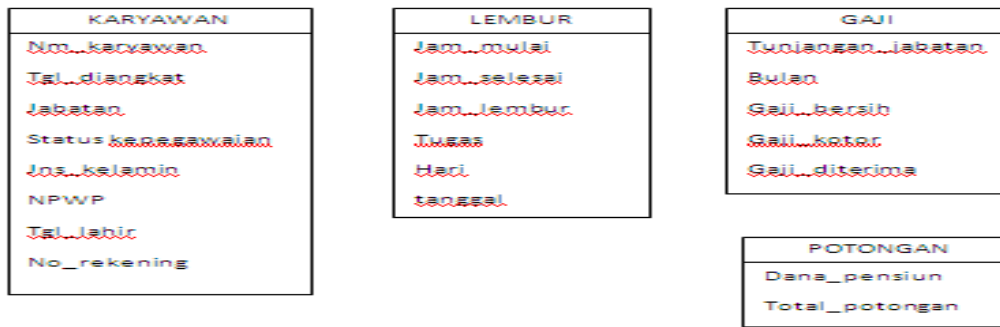 KARYAWAN
Nm_karyawan
Tgl_diangkat
Jabatan
Status kepegawaian
Jns_kelamin
NPWP
Tgl_lahir
No_rekening
LEMBUR
Jam_mulai
Jam_selesai
Jam_lembur
Tugas
Hari
tanggal
GAJI
Tunjangan_jabatan
Bulan
Gaji_bersih
Gaji_kotor
Gaji_diterima
POTONGAN
Dana_pensiun
Total_potongan